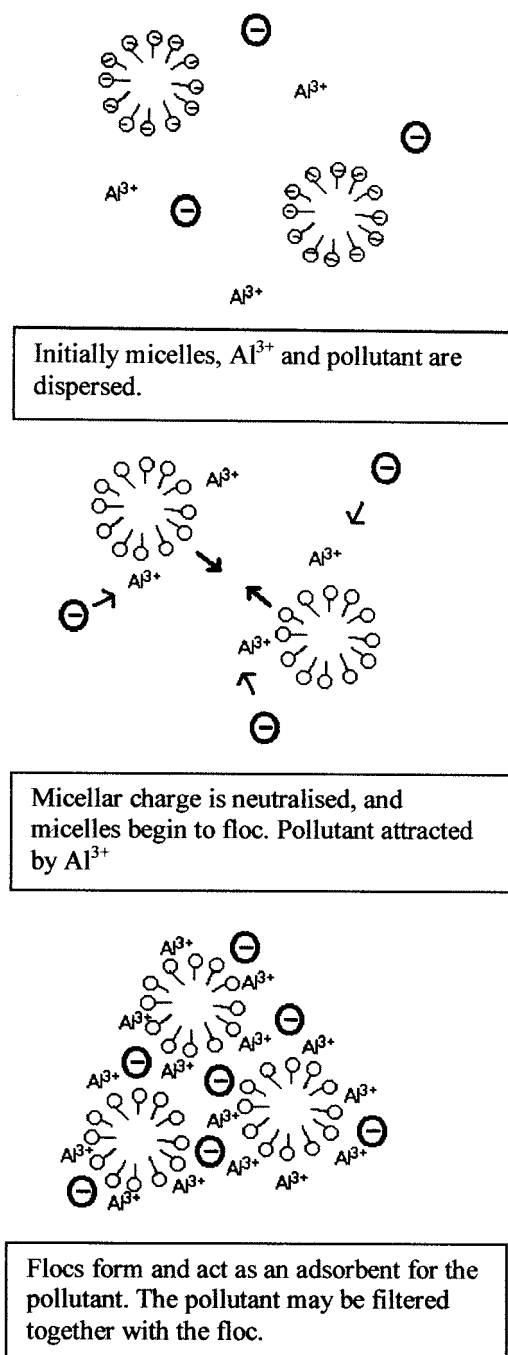 Al³⁺
Al³⁺
Al³⁺
Initially micelles, Al³⁺ and pollutant are
dispersed.
Al³⁺
Al³⁺
Al³⁺
Al³⁺
Micellar charge is neutralised, and
micelles begin to floc. Pollutant attracted
by Al³⁺
Al³⁺
Al³⁺
Al³⁺
Al³⁺
Al³⁺
Al³⁺ Al³⁺
Al³⁺
Al³⁺
Al³⁺
Al³⁺
Al³⁺ Al³⁺ Al³⁺
Flocs form and act as an adsorbent for the
pollutant. The pollutant may be filtered
together with the floc.